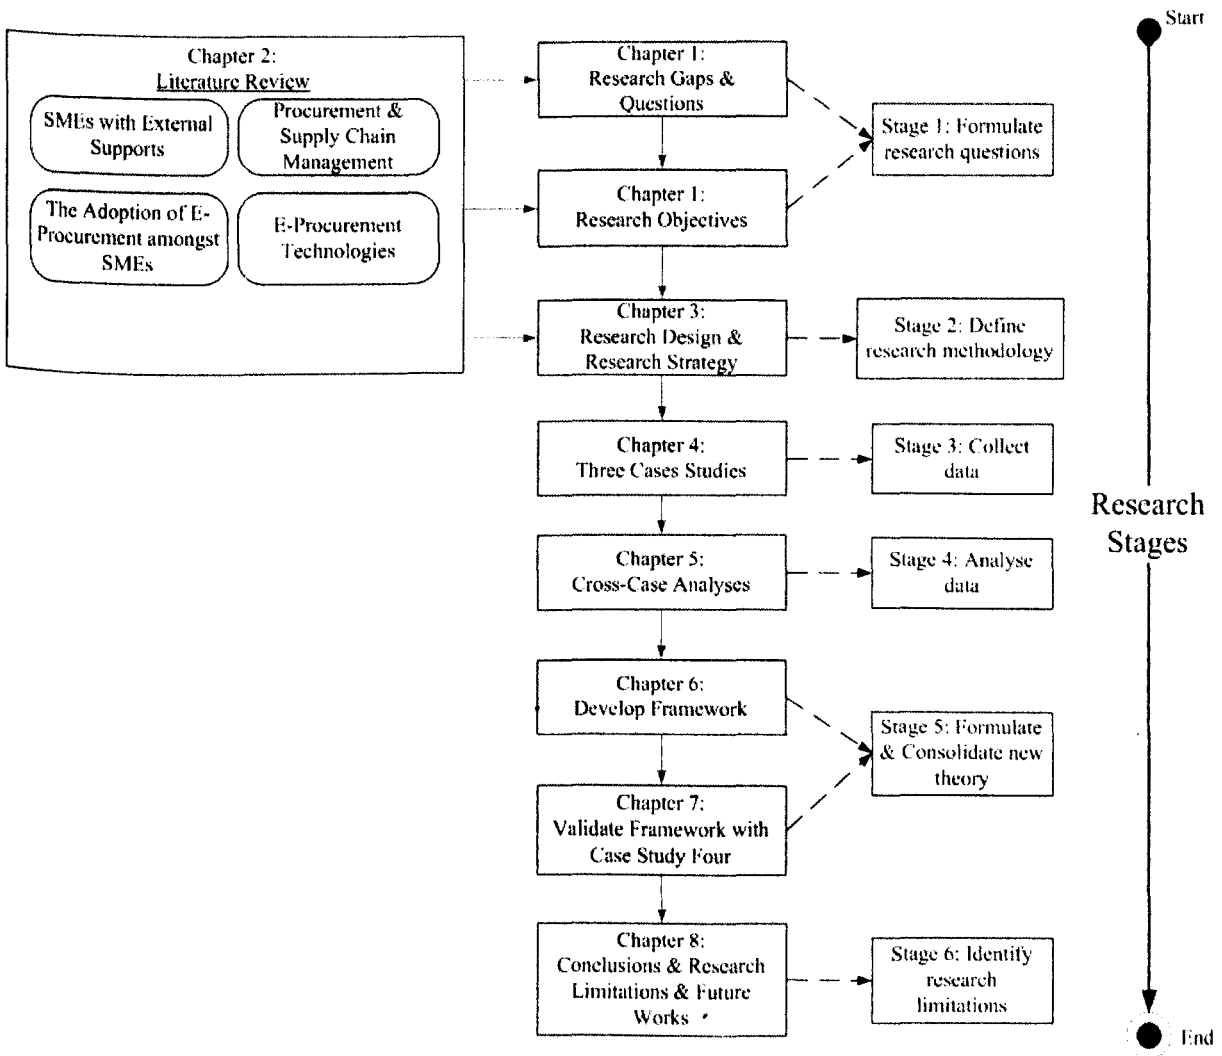 Start
Chapter 2:
Literature Review
SMEs with External
Supports
Procurement &
Supply Chain
Management
The Adoption of E-
Procurement amongst
SMEs
E-Procurement
Technologies
Chapter 1:
Research Gaps &
Questions
Stage 1: Formulate
research questions
Chapter 1:
Research Objectives
Chapter 3:
Research Design &
Research Strategy
Stage 2: Define
research methodology
Chapter 4:
Three Cases Studies
Stage 3: Collect
data
Research
Stages
Chapter 5:
Cross-Case Analyses
Stage 4: Analyse
data
Chapter 6:
Develop Framework
Stage 5: Formulate
& Consolidate new
theory
Chapter 7:
Validate Framework with
Case Study Four
Chapter 8:
Conclusions & Research
Limitations & Future
Works
Stage 6: Identify
research
limitations
End